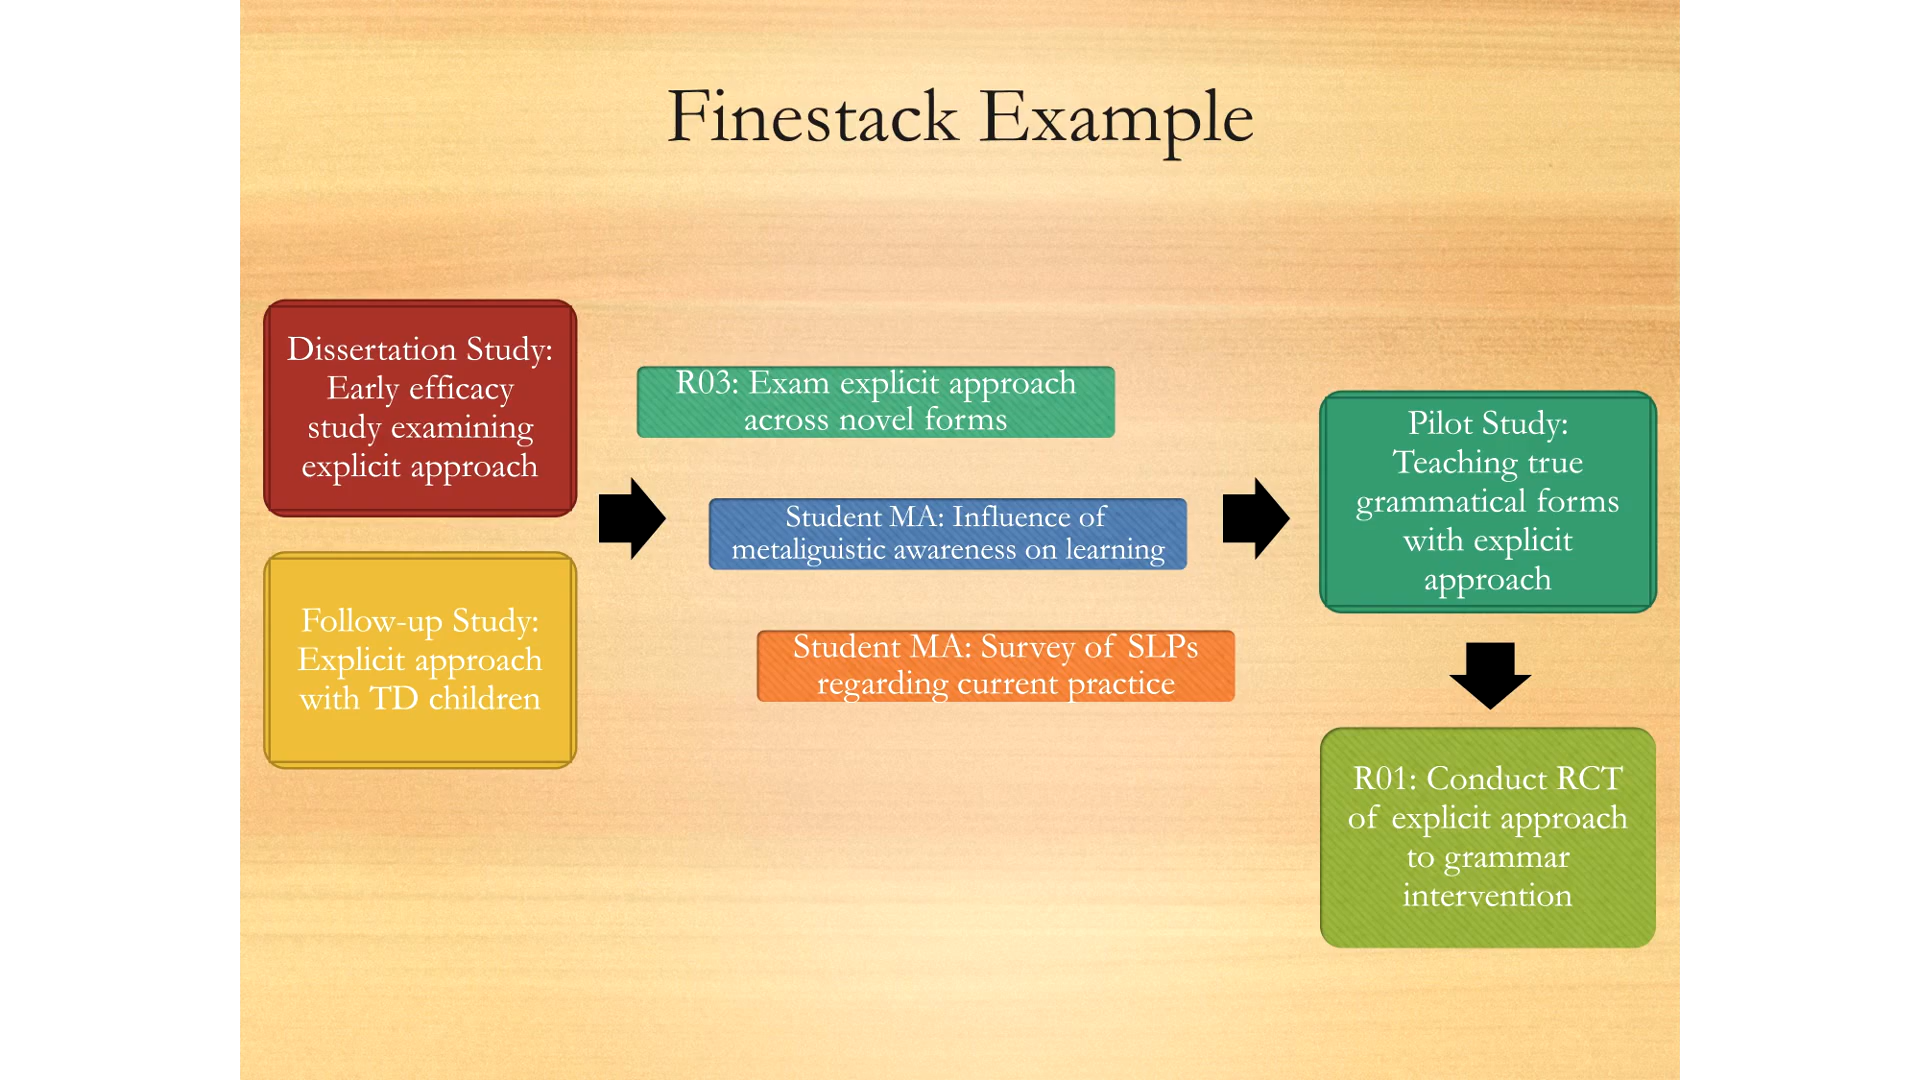 Finestack Example
Dissertation Study:
Early efficacy
study examining
explicit approach
Follow-up Study:
Explicit approach
with TD children
R03: Exam explicit approach
across novel forms
Student MA: Influence of
metaliguistic awareness on learning
Student MA: Survey of SLPs
regarding current practice
Pilot Study:
Teaching true
grammatical forms
with explicit
approach
R01: Conduct RCT
of explicit approach
to grammar
intervention